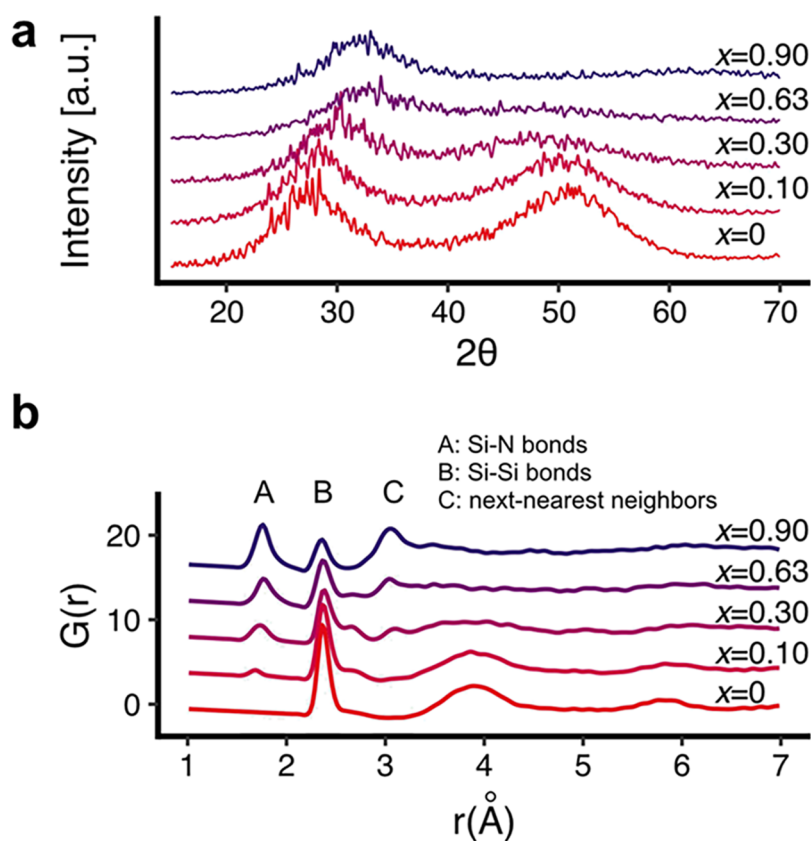 a
Intensity [a.u.]
x=0.90
x=0.63
x=0.30
x=0.10
x=0
20 30 40 50 60 70
2θ
b
A: Si-N bonds
B: Si-Si bonds
C: next-nearest neighbors
A B C
G(r)
20
10
0
x=0.90
x=0.63
x=0.30
x=0.10
x=0
1 2 3 4 5 6 7
r(Å)